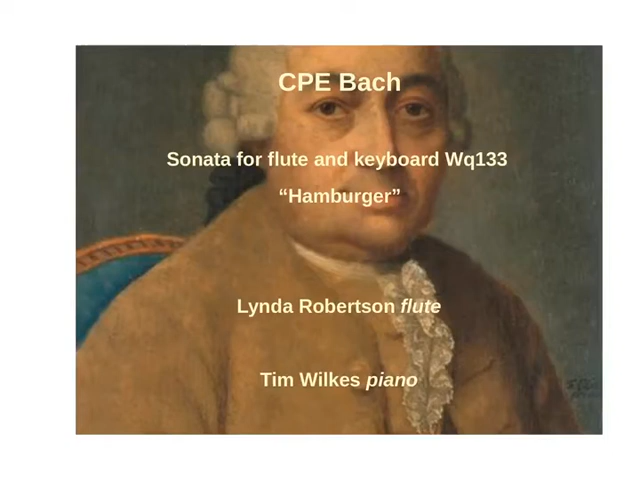 CPE Bach
Sonata for flute and keyboard Wq133
“Hamburger”
Lynda Robertson flute
Tim Wilkes piano